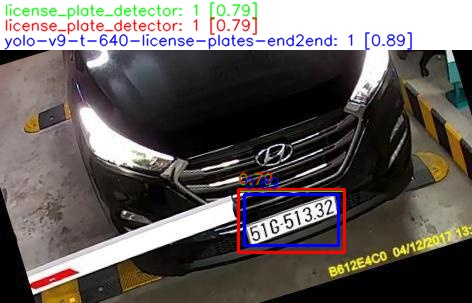 license_plate_detector: 1 [0.79]
license_plate_detector: 1 [0.79]
yolo-v9-t-640-license-plates-end2end: 1 [0.89]
51G-513.32
B612E4C0 04/12/2017 13: